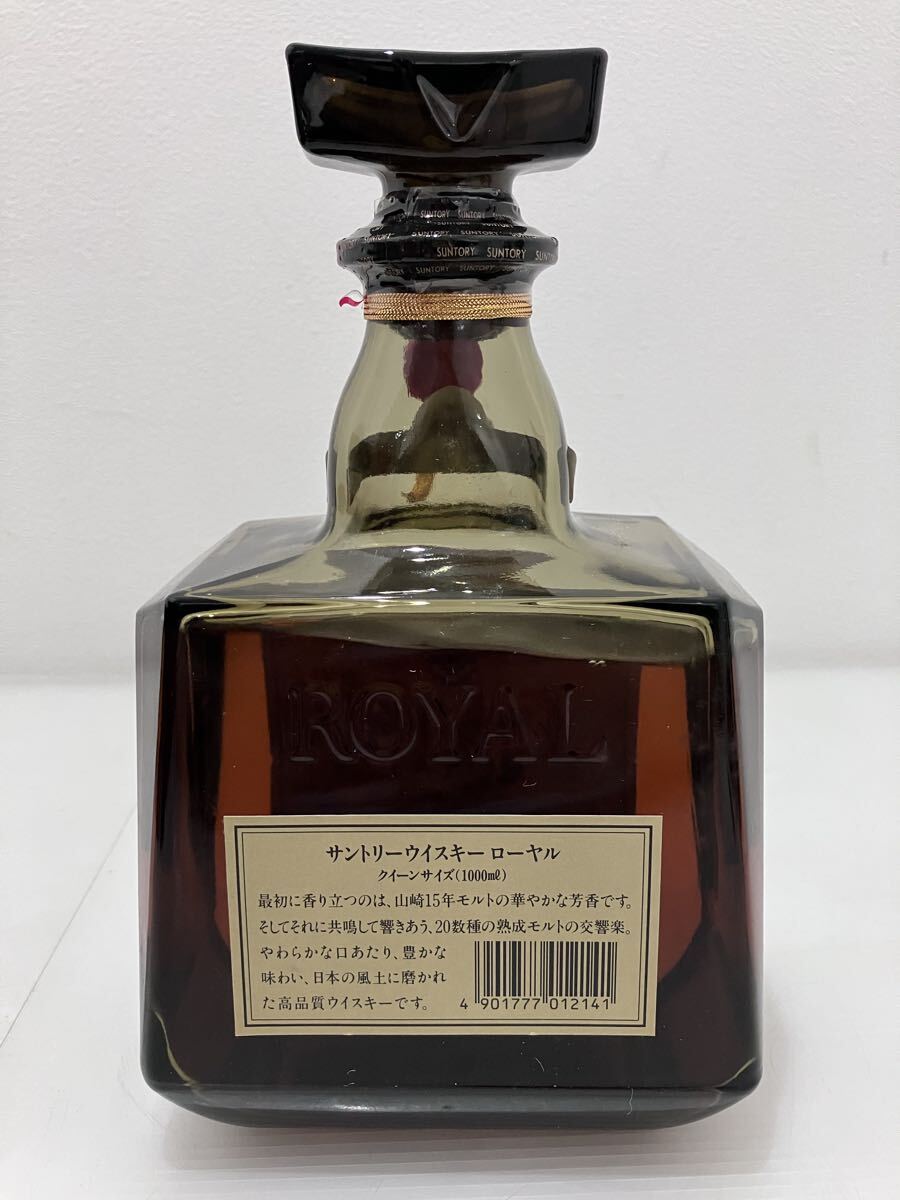 SUNTORY SUNTORY SUNTORY
SUNTORY SUNTORY SUNTORY
SUNTORY SUNTORY
ROYAL
サントリーウイスキー ローヤル
クイーンサイズ(1000㎖)
最初に香り立つのは、山崎15年モルトの華やかな芳香です。
そしてそれに共鳴して響きあう、20数種の熟成モルトの交響楽。
やわらかな口あたり、豊かな
味わい、日本の風土に磨かれ
た高品質ウイスキーです。
4 901777 012141